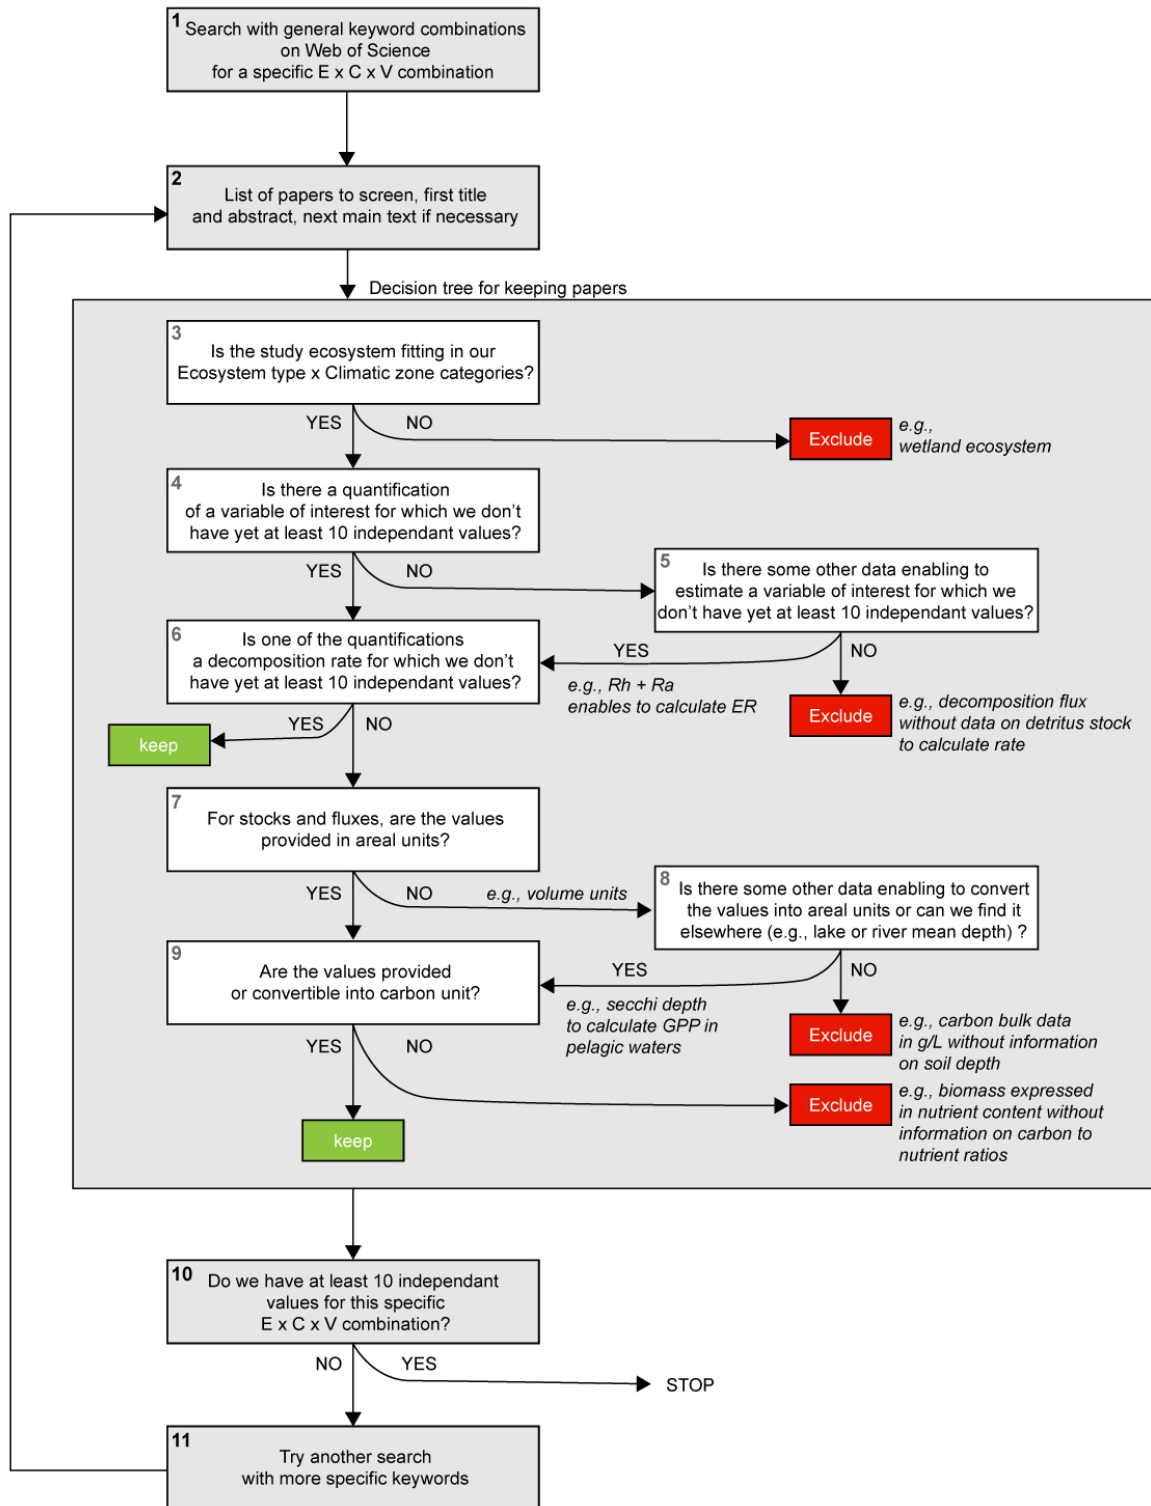 1
Search with general keyword combinations
on Web of Science
for a specific E x C x V combination
2
List of papers to screen, first title
and abstract, next main text if necessary
Decision tree for keeping papers
3
Is the study ecosystem fitting in our
Ecosystem type x Climatic zone categories?
YES
NO
Exclude
e.g.,
wetland ecosystem
4
Is there a quantification
of a variable of interest for which we don't
have yet at least 10 independant values?
YES
NO
5
Is there some other data enabling to
estimate a variable of interest for which we
don't have yet at least 10 independant values?
YES
e.g., Rh + Ra
enables to calculate ER
NO
Exclude
e.g., decomposition flux
without data on detritus stock
to calculate rate
6
Is one of the quantifications
a decomposition rate for which we don't
have yet at least 10 independant values?
YES
NO
keep
7
For stocks and fluxes, are the values
provided in areal units?
YES
NO
e.g., volume units
8
Is there some other data enabling to convert
the values into areal units or can we find it
elsewhere (e.g., lake or river mean depth) ?
YES
e.g., secchi depth
to calculate GPP in
pelagic waters
NO
Exclude
e.g., carbon bulk data
in g/L without information
on soil depth
9
Are the values provided
or convertible into carbon unit?
YES
NO
Exclude
e.g., biomass expressed
in nutrient content without
information on carbon to
nutrient ratios
keep
10
Do we have at least 10 independant
values for this specific
E x C x V combination?
NO
YES
STOP
11
Try another search
with more specific keywords